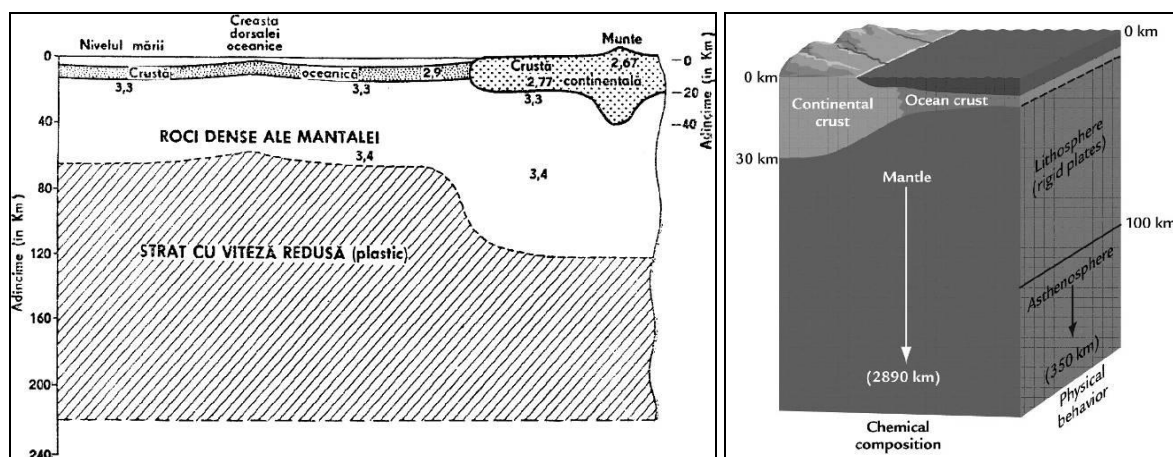 Creasta
dorsalei
oceanice
Nivelul mării
Munte
0
Crustă
oceanică
2,9
Crustă
2,67
2,77
continentală
3,3
3,3
3,3
—0
—20
—40
40
ROCI DENSE ALE MANTALEI
3,4
3,4
80
STRAT CU VITEZĂ REDUSĂ (plastic)
120
160
200
240
Adîncime (in Km)
Adîncime (in Km)
0 km
0 km
Continental
crust
Ocean crust
30 km
Mantle
Lithosphere
(rigid plates)
100 km
Asthenosphere
(350 km)
(2890 km)
Physical
behavior
Chemical
composition